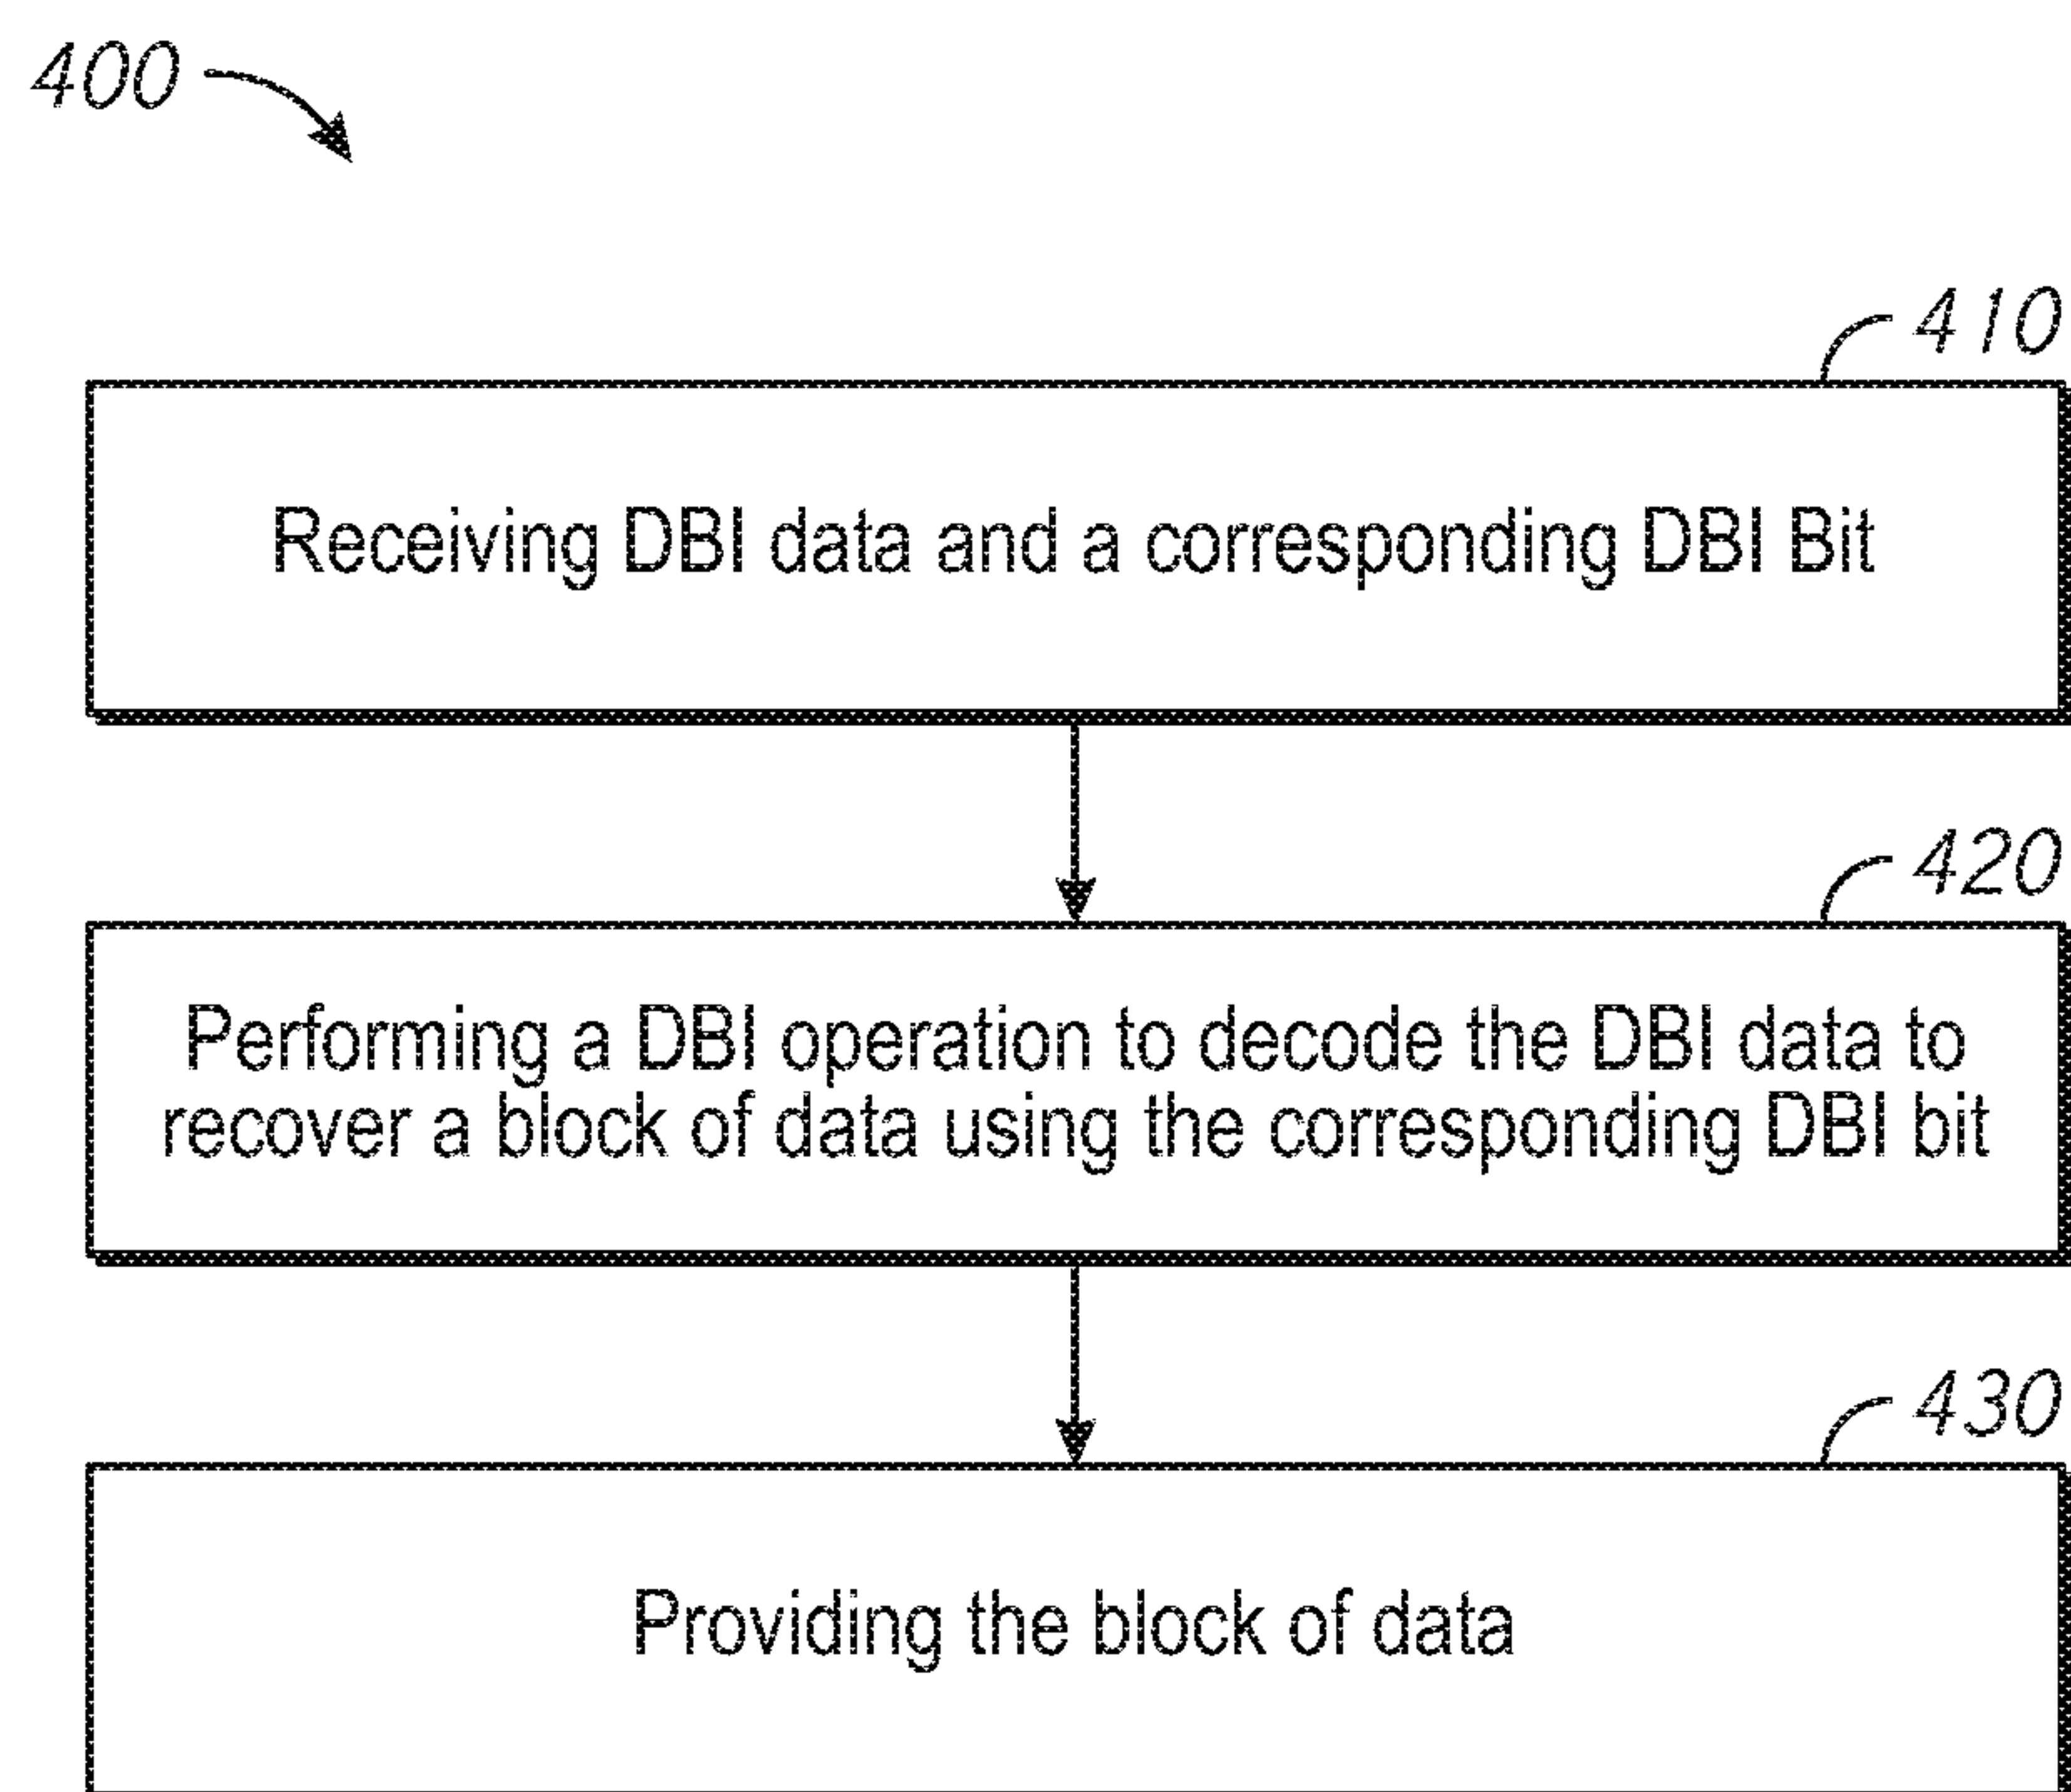 400
410
Receiving DBI data and a corresponding DBI Bit
420
Performing a DBI operation to decode the DBI data to
recover a block of data using the corresponding DBI bit
430
Providing the block of data